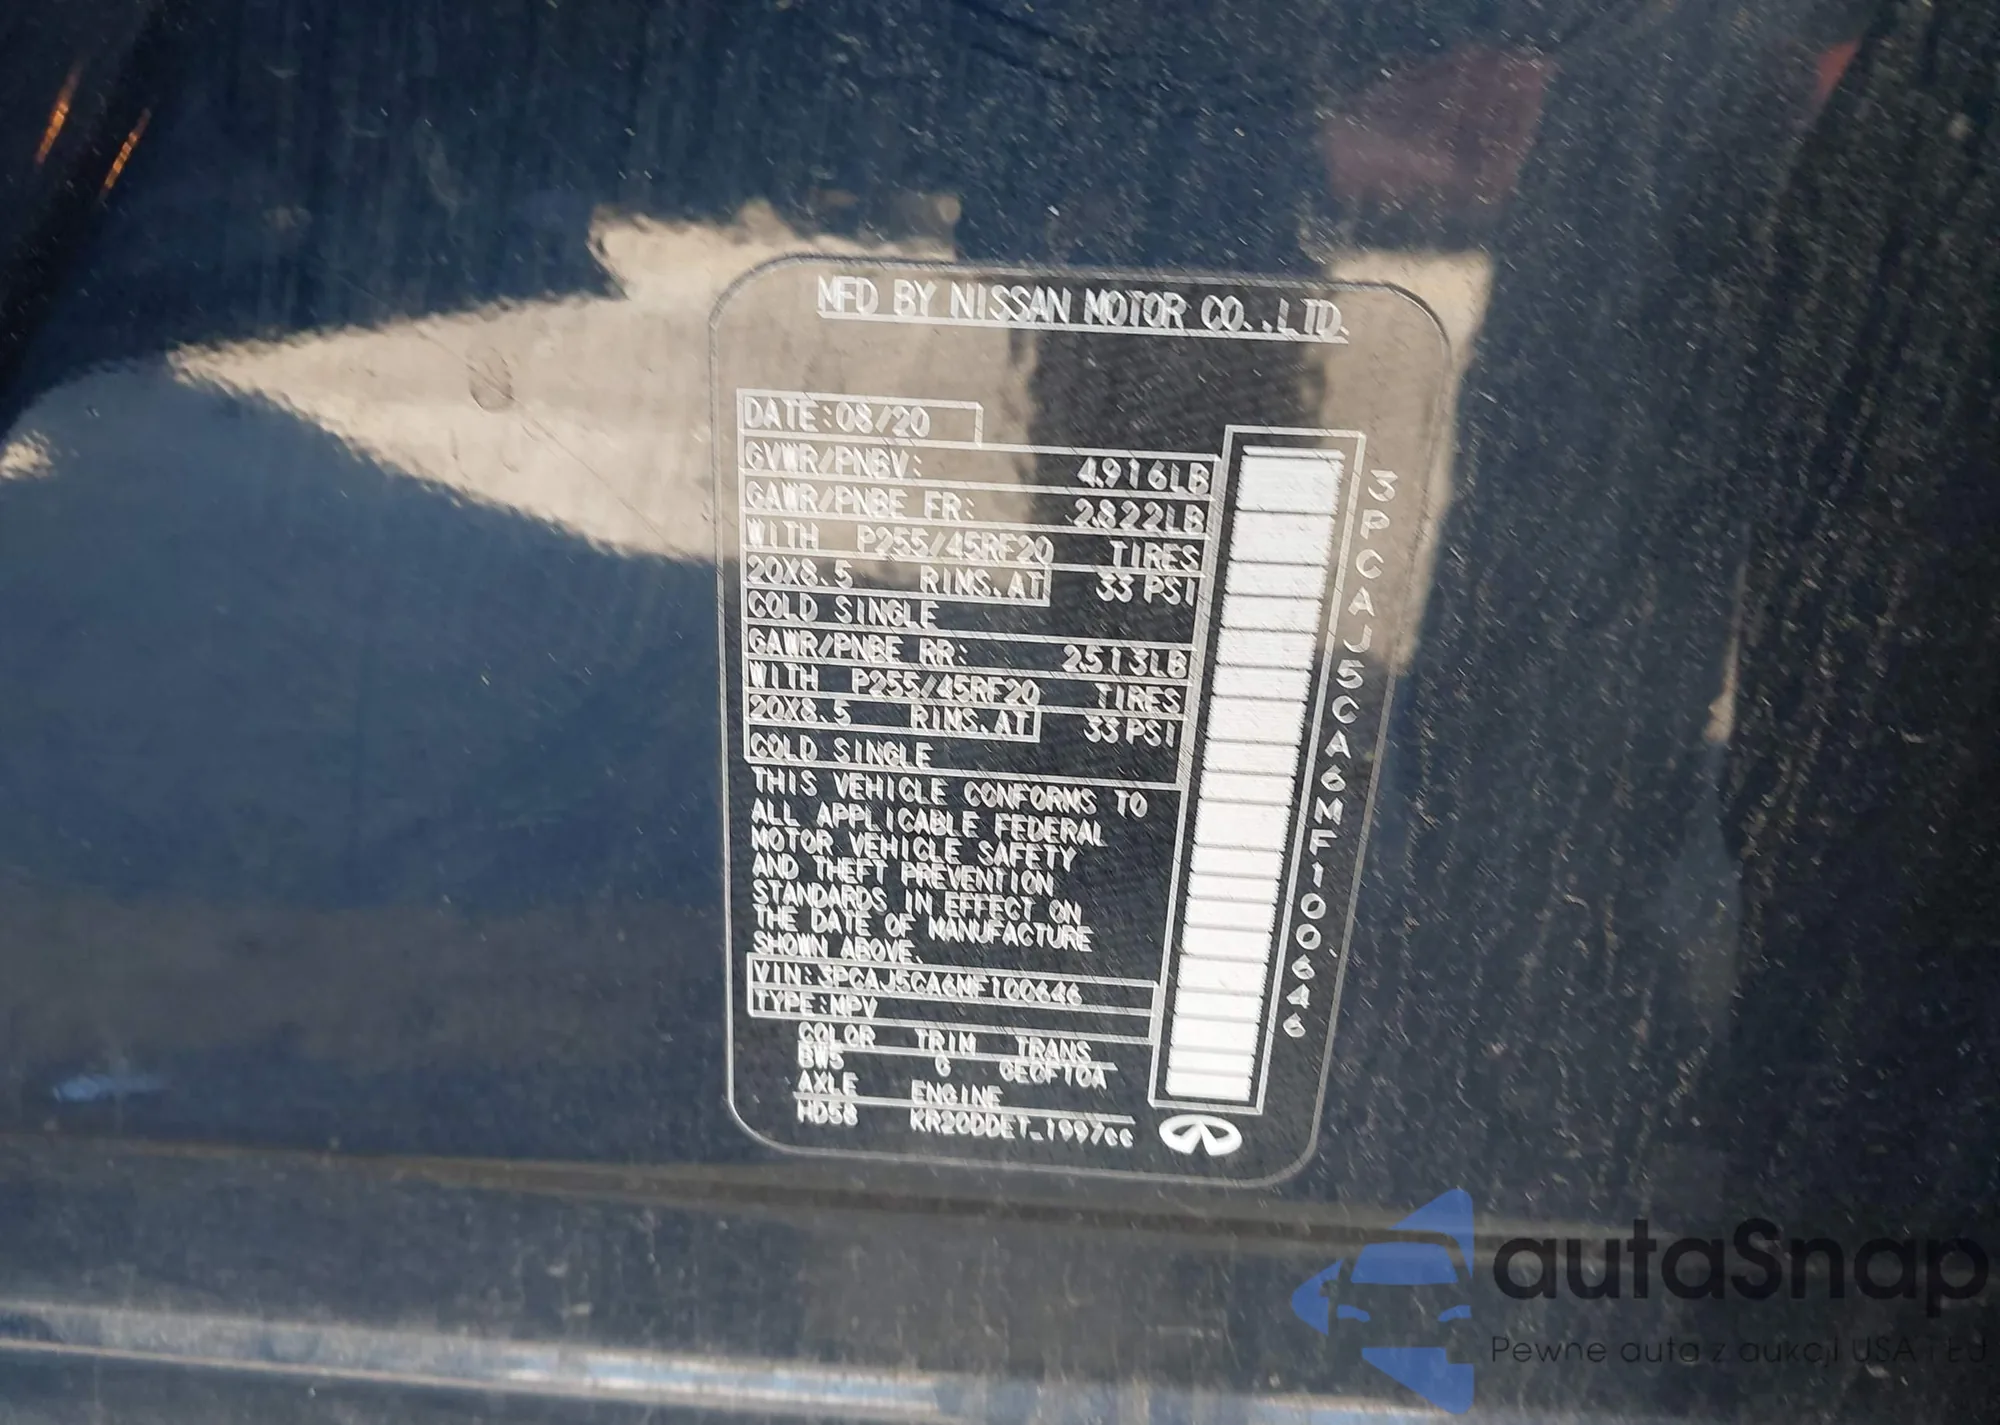 MFD BY NISSAN MOTOR CO.,LTD.
DATE:08/20
GVWR/PNBV: 4916LB
GAWR/PNBE FR: 2822LB
WITH P255/45RF20 TIRES
20X8.5 RIMS.AT 33 PSI
COLD SINGLE
GAWR/PNBE RR: 2513LB
WITH P255/45RF20 TIRES
20X8.5 RIMS.AT 33 PSI
COLD SINGLE
THIS VEHICLE CONFORMS TO
ALL APPLICABLE FEDERAL
MOTOR VEHICLE SAFETY
AND THEFT PREVENTION
STANDARDS IN EFFECT ON
THE DATE OF MANUFACTURE
SHOWN ABOVE.
VIN:3PCAJ5CA6MF100646
TYPE:MPV
COLOR TRIM TRANS
BW5 G GE0F10A
AXLE ENGINE
HD58 KR20DDET-1997cc
3PCAJ5CA6MF100646
autaSnap
Pewne auta z aukcji USA i EU